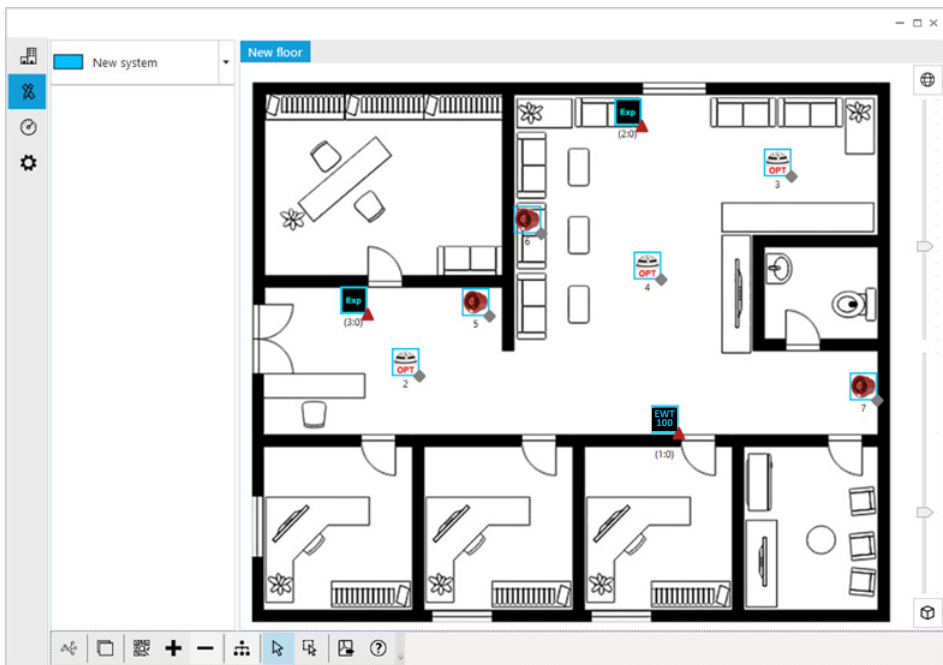 New system
New floor
Exp
(2:0)
OPT
3
6
OPT
4
Exp
(3:0)
5
OPT
2
7
EWT
100
(1:0)